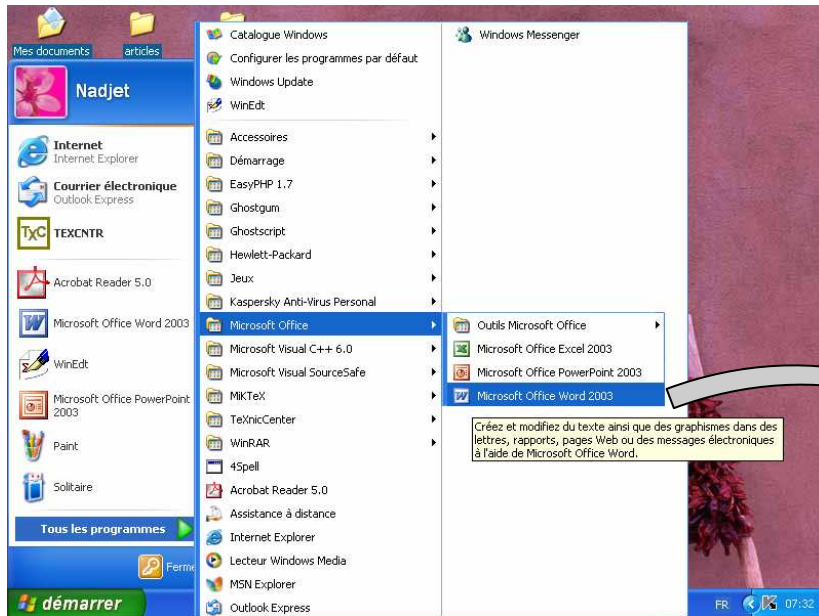 Mes documents
articles
Nadjet
Internet
Internet Explorer
Courrier électronique
Outlook Express
TXC
TEXCNTR
Acrobat Reader 5.0
Microsoft Office Word 2003
WinEdt
Microsoft Office PowerPoint
2003
Paint
Solitaire
Tous les programmes
Ferme
démarrer
Catalogue Windows
Configurer les programmes par défaut
Windows Update
WinEdt
Accessoires
Démarrage
EasyPHP 1.7
Ghostgum
Ghostscript
Hewlett-Packard
Jeux
Kaspersky Anti-Virus Personal
Microsoft Office
Microsoft Visual C++ 6.0
Microsoft Visual SourceSafe
MiKTeX
TeXnicCenter
WinRAR
4Spell
Acrobat Reader 5.0
Assistance à distance
Internet Explorer
Lecteur Windows Media
MSN Explorer
Outlook Express
Windows Messenger
Outils Microsoft Office
Microsoft Office Excel 2003
Microsoft Office PowerPoint 2003
Microsoft Office Word 2003
Créez et modifiez du texte ainsi que des graphismes dans des
lettres, rapports, pages Web ou des messages électroniques
à l'aide de Microsoft Office Word.
FR
07:32